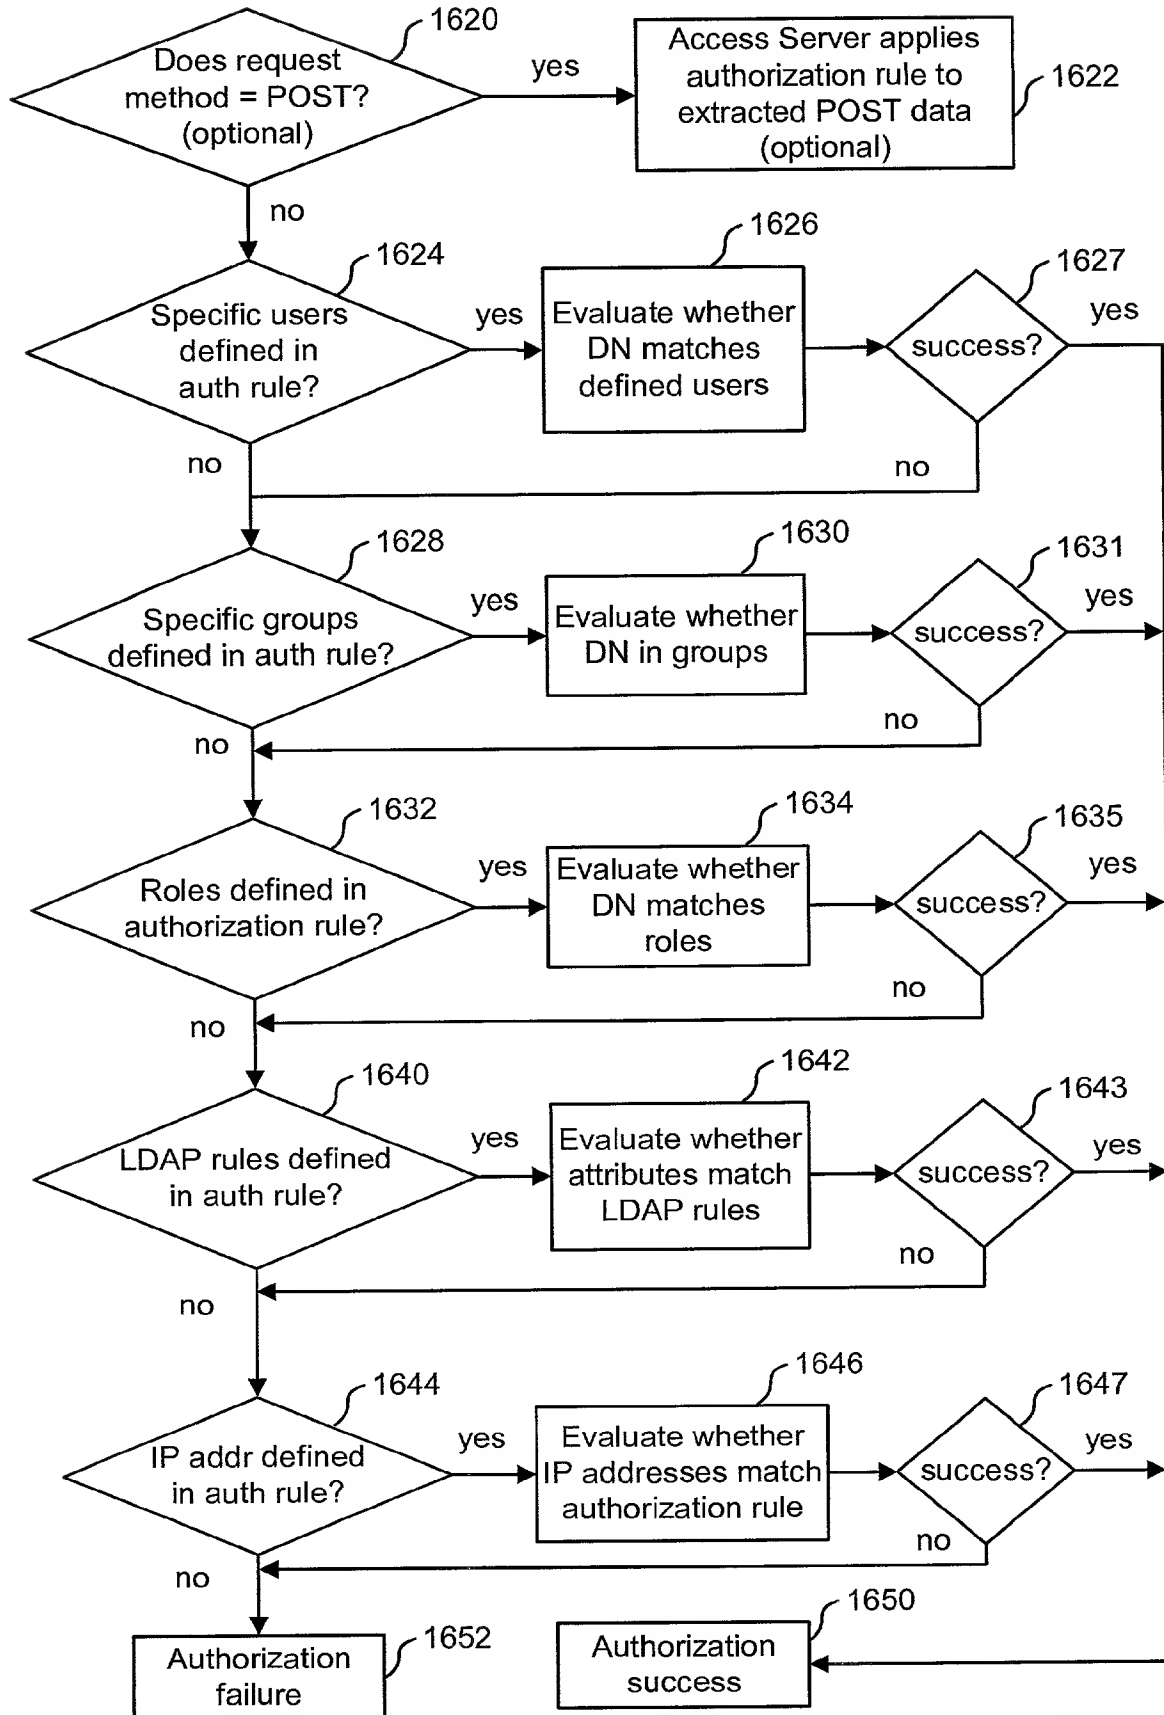 1620
Does request
method = POST?
(optional)
yes
Access Server applies
authorization rule to
extracted POST data
(optional)
1622
no
1624
Specific users
defined in
auth rule?
yes
1626
Evaluate whether
DN matches
defined users
1627
success?
yes
no
no
1628
Specific groups
defined in auth rule?
yes
1630
Evaluate whether
DN in groups
1631
success?
yes
no
no
1632
Roles defined in
authorization rule?
yes
1634
Evaluate whether
DN matches
roles
1635
success?
yes
no
no
1640
LDAP rules defined
in auth rule?
yes
1642
Evaluate whether
attributes match
LDAP rules
1643
success?
yes
no
no
1644
IP addr defined
in auth rule?
yes
1646
Evaluate whether
IP addresses match
authorization rule
1647
success?
yes
no
no
1652
Authorization
failure
1650
Authorization
success